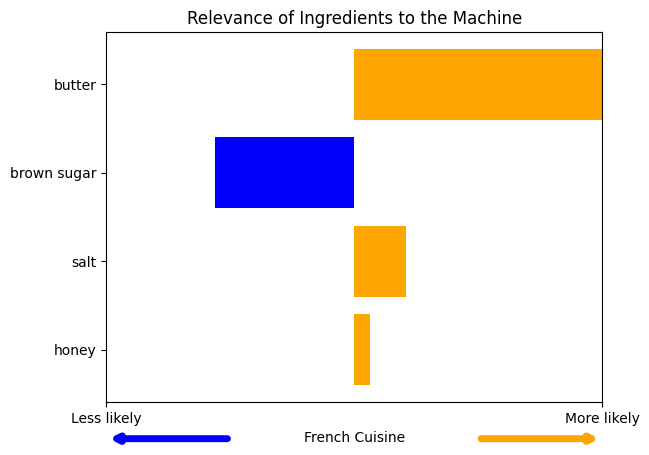 Relevance of Ingredients to the Machine
butter
brown sugar
salt
honey
Less likely
More likely
French Cuisine